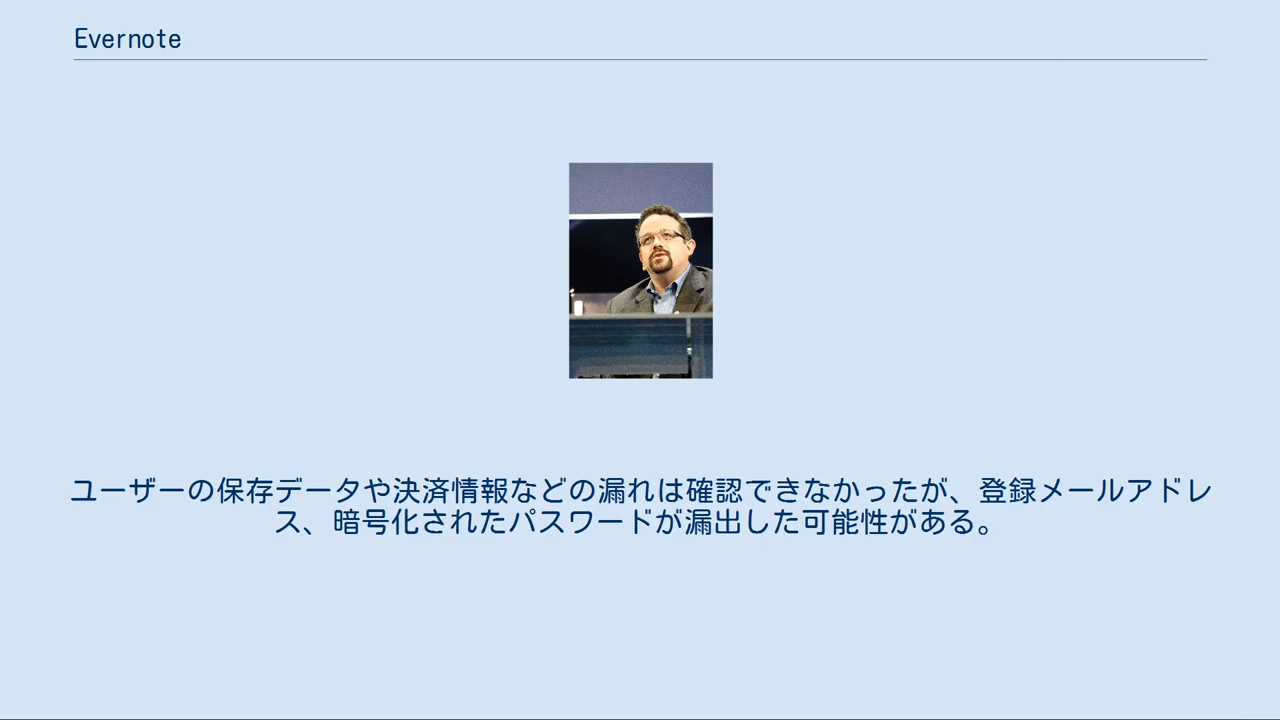 Evernote
ユーザーの保存データや決済情報などの漏れは確認できなかったが、登録メールアドレ
ス、暗号化されたパスワードが漏出した可能性がある。